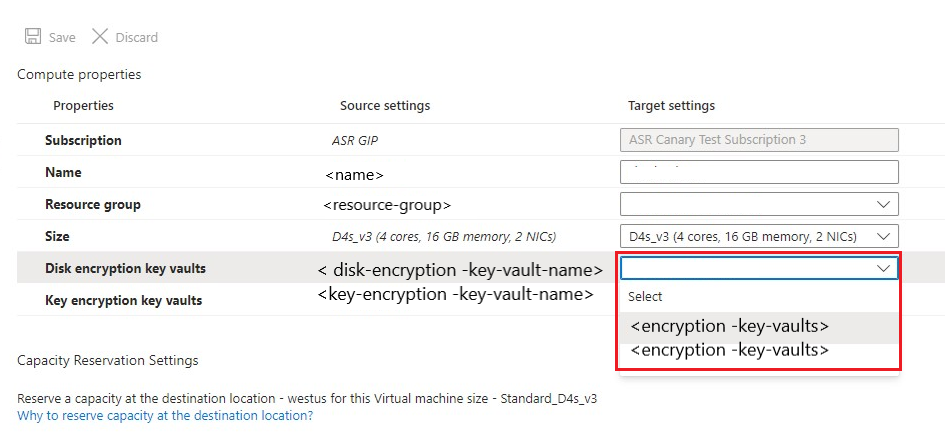 Save Discard
Compute properties
Properties Source settings Target settings
Subscription ASR GIP ASR Canary Test Subscription 3
Name <name>
Resource group <resource-group>
Size D4s_v3 (4 cores, 16 GB memory, 2 NICs) D4s_v3 (4 cores, 16 GB memory, 2 NICs)
Disk encryption key vaults < disk-encryption -key-vault-name>
Key encryption key vaults <key-encryption -key-vault-name> Select
<encryption -key-vaults>
<encryption -key-vaults>
Capacity Reservation Settings
Reserve a capacity at the destination location - westus for this Virtual machine size - Standard_D4s_v3
Why to reserve capacity at the destination location?